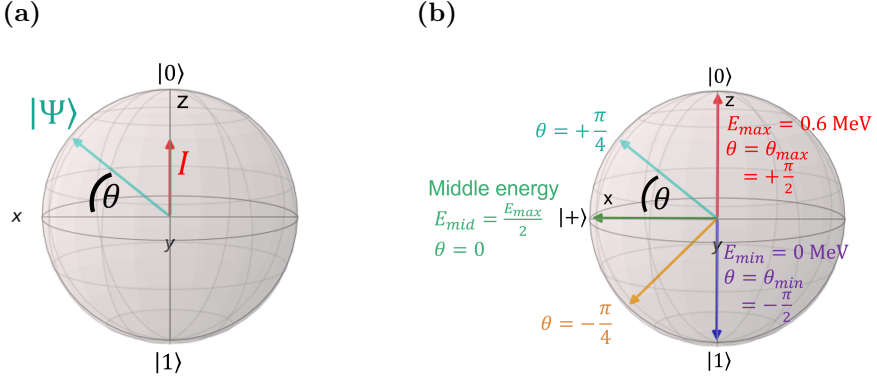 (a)
|0⟩
z
|Ψ⟩
I
θ
x
y
|1⟩
(b)
|0⟩
z
θ = +π/4
E_max = 0.6 MeV
θ = θ_max
= +π/2
θ
Middle energy
E_mid = E_max/2
θ = 0
x
|+⟩
y
E_min = 0 MeV
θ = θ_min
= −π/2
θ = −π/4
|1⟩